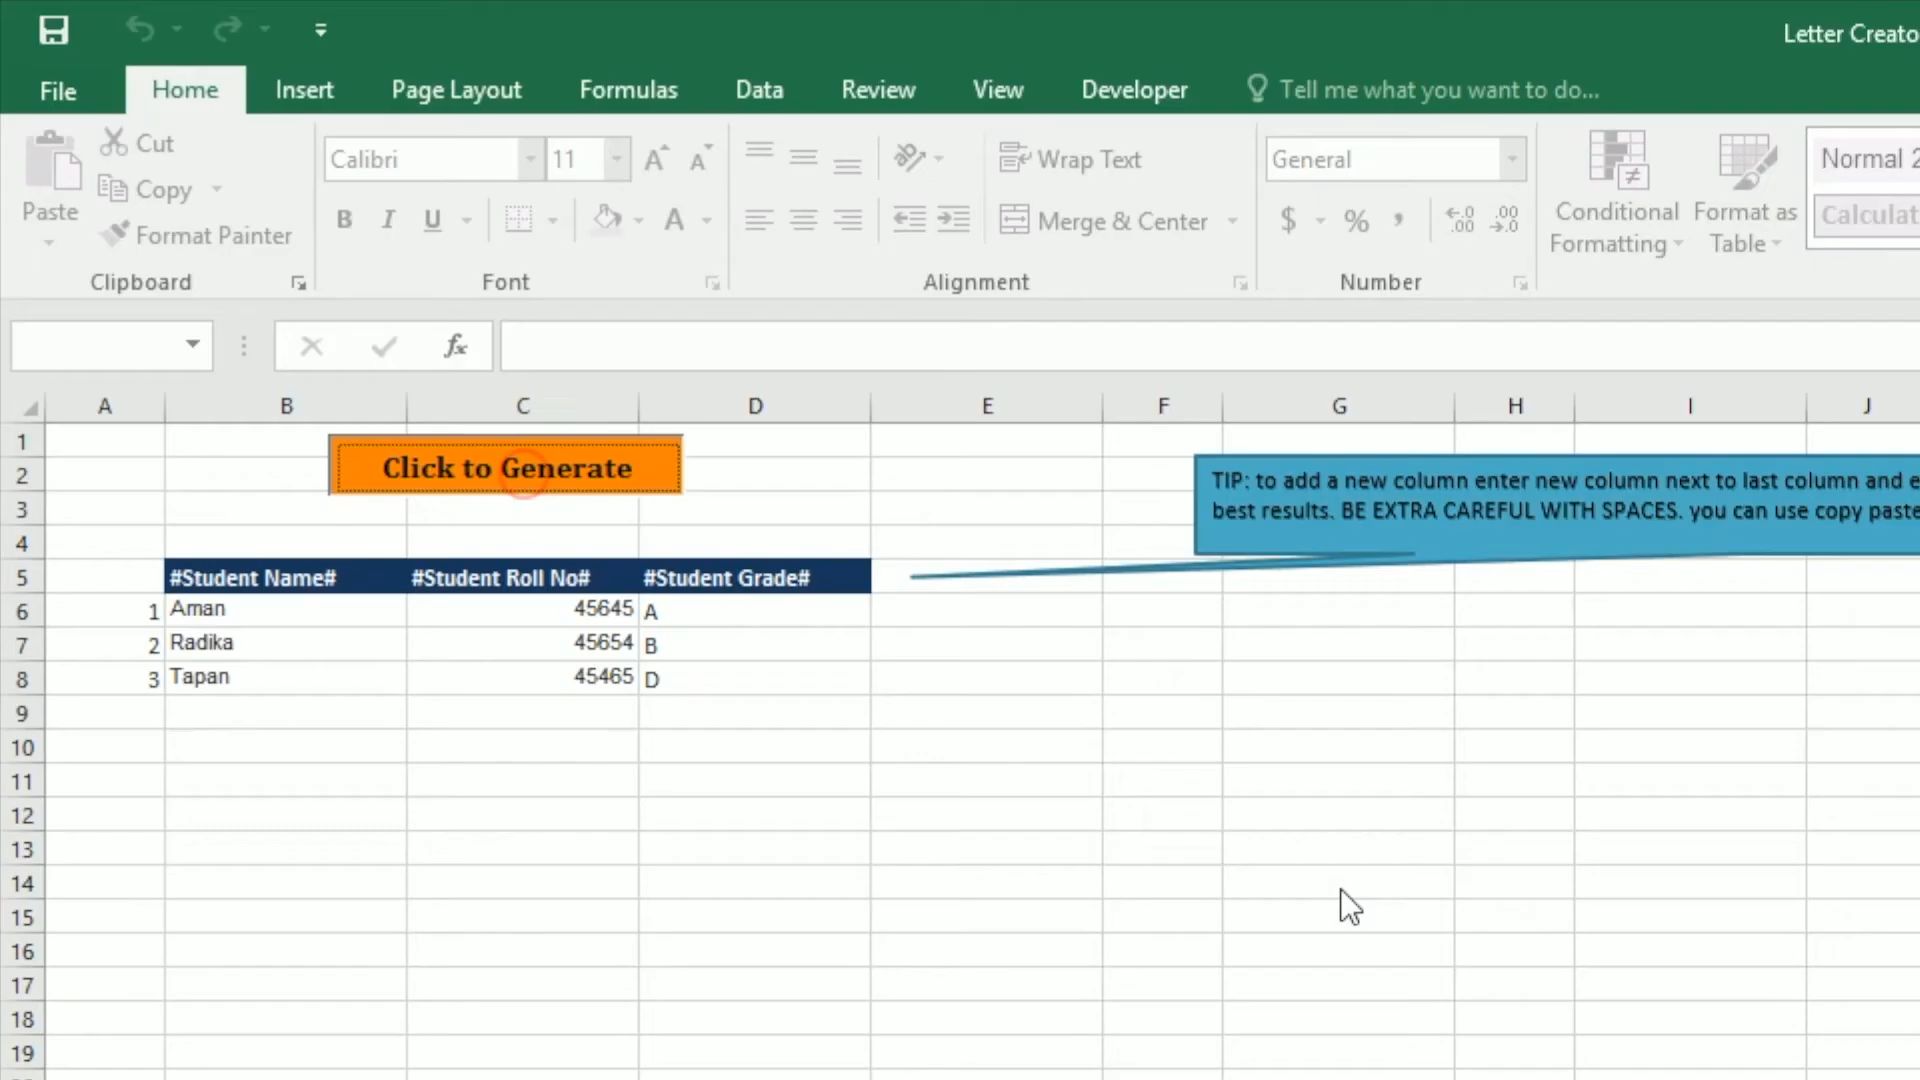 Letter Creato
File Home Insert Page Layout Formulas Data Review View Developer Tell me what you want to do...
Paste Cut
Copy
Format Painter
Clipboard
Calibri 11
B I U A
Font
Wrap Text
Merge & Center
Alignment
General
$ % ,
Number
Conditional Formatting
Format as Table
Normal 2
Calculat
fx
A B C D E F G H I J
1
2 Click to Generate
3
4
5 #Student Name# #Student Roll No# #Student Grade#
6 1 Aman 45645 A
7 2 Radika 45654 B
8 3 Tapan 45465 D
9
10
11
12
13
14
15
16
17
18
19
TIP: to add a new column enter new column next to last column and e
best results. BE EXTRA CAREFUL WITH SPACES. you can use copy paste